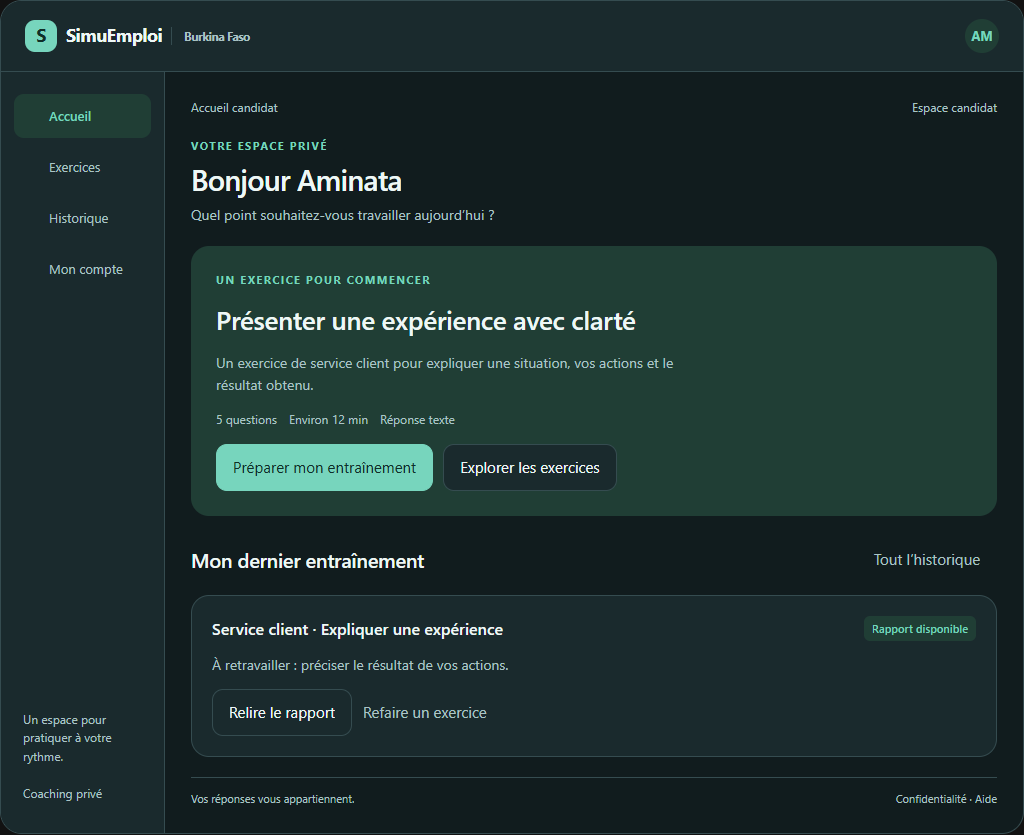 S SimuEmploi Burkina Faso AM
Accueil
Exercices
Historique
Mon compte
Un espace pour
pratiquer à votre
rythme.
Coaching privé
Accueil candidat Espace candidat
VOTRE ESPACE PRIVÉ
Bonjour Aminata
Quel point souhaitez-vous travailler aujourd’hui ?
UN EXERCICE POUR COMMENCER
Présenter une expérience avec clarté
Un exercice de service client pour expliquer une situation, vos actions et le
résultat obtenu.
5 questions Environ 12 min Réponse texte
Préparer mon entraînement Explorer les exercices
Mon dernier entraînement Tout l’historique
Service client · Expliquer une expérience Rapport disponible
À retravailler : préciser le résultat de vos actions.
Relire le rapport Refaire un exercice
Vos réponses vous appartiennent. Confidentialité · Aide